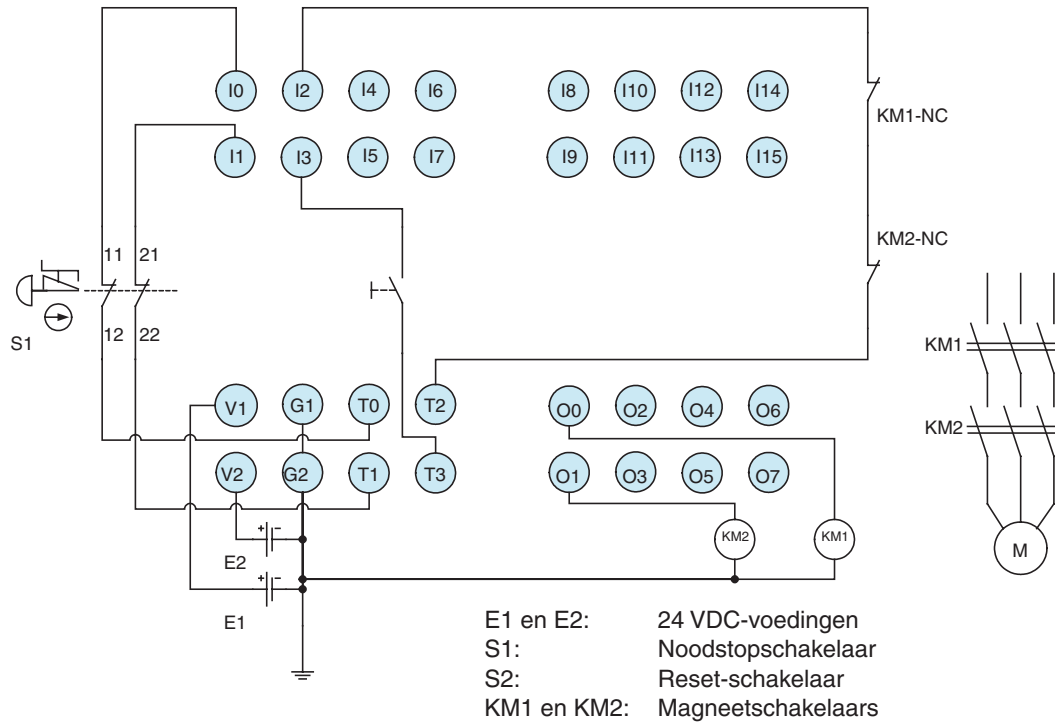 I0 I2 I4 I6 I8 I10 I12 I14
KM1-NC
I1 I3 I5 I7 I9 I11 I13 I15
KM2-NC
11 21
S1
12 22
KM1
V1 G1 T0 T2 O0 O2 O4 O6
KM2
V2 G2 T1 T3 O1 O3 O5 O7
+ -
E2
KM2 KM1
M
+ -
E1
E1 en E2: 24 VDC-voedingen
S1: Noodstopschakelaar
S2: Reset-schakelaar
KM1 en KM2: Magneetschakelaars